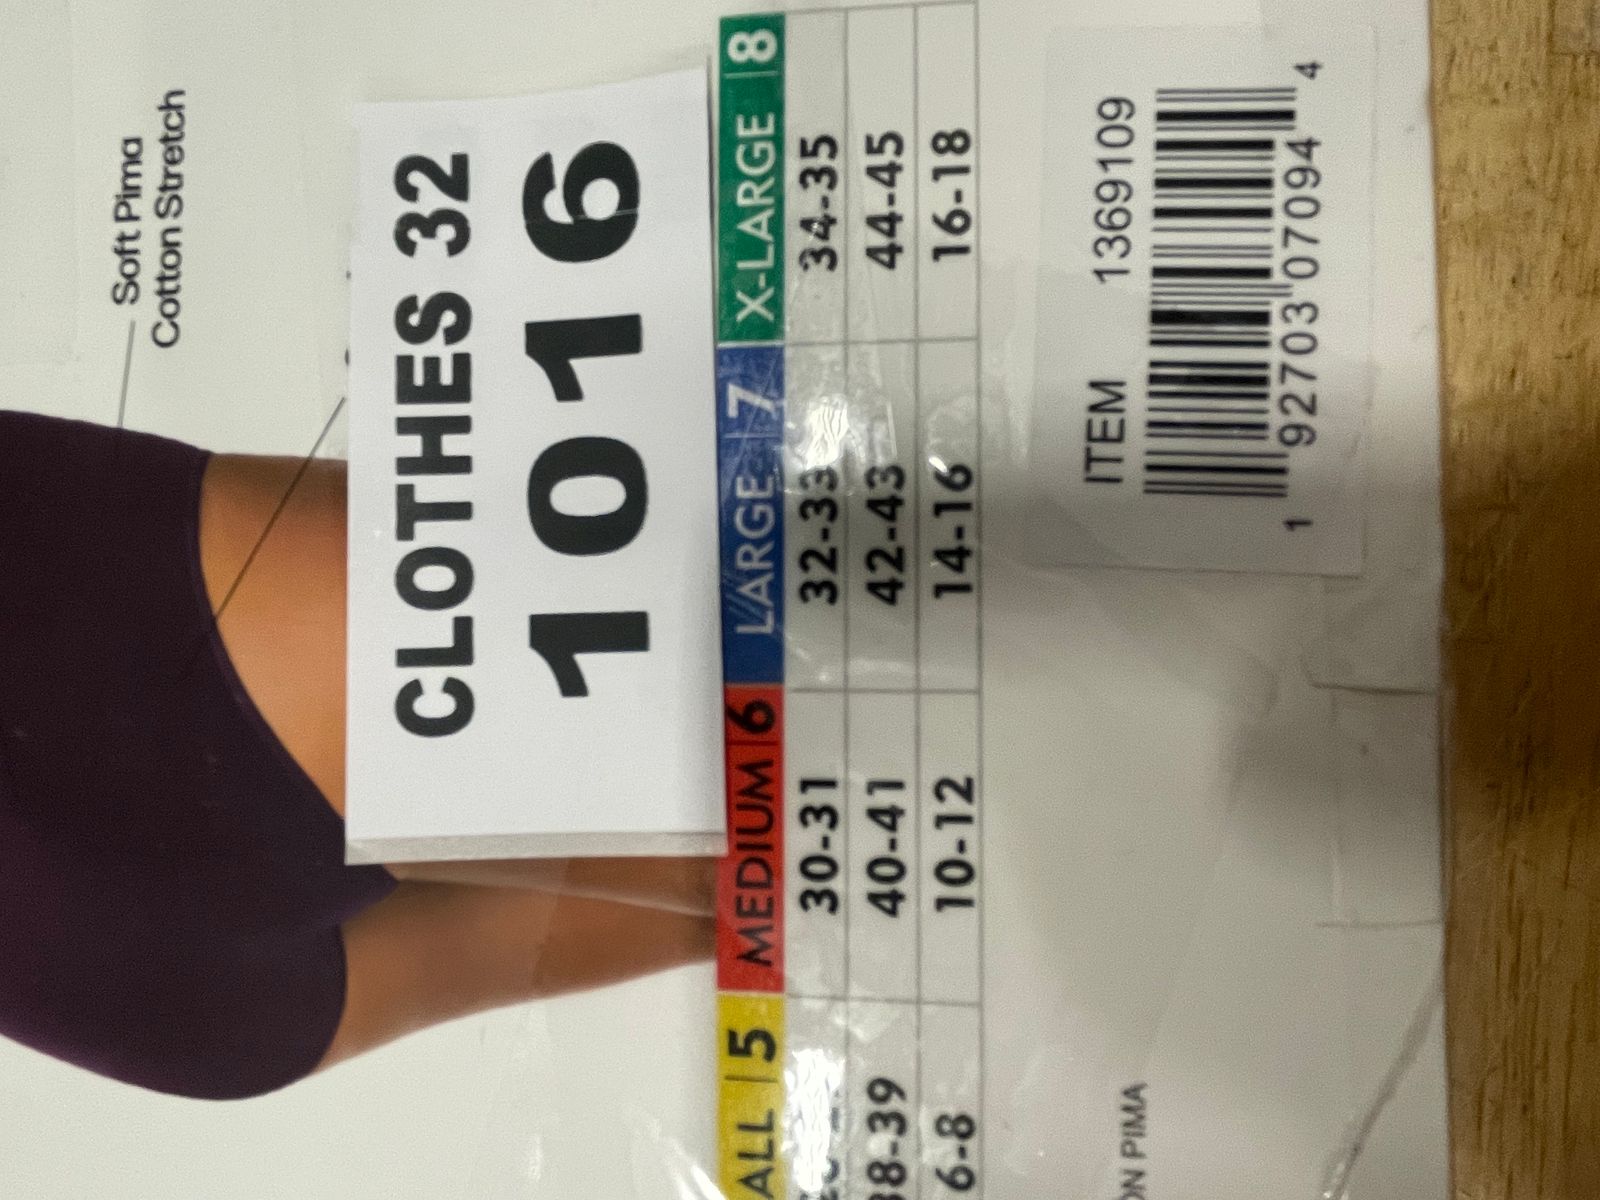 Soft Pima
Cotton Stretch
CLOTHES 32
1016
ALL 5 MEDIUM 6 LARGE 7 X-LARGE 8
30-31 32-33 34-35
38-39 40-41 42-43 44-45
6-8 10-12 14-16 16-18
ITEM 1369109
1 92703 07094 4
ON PIMA